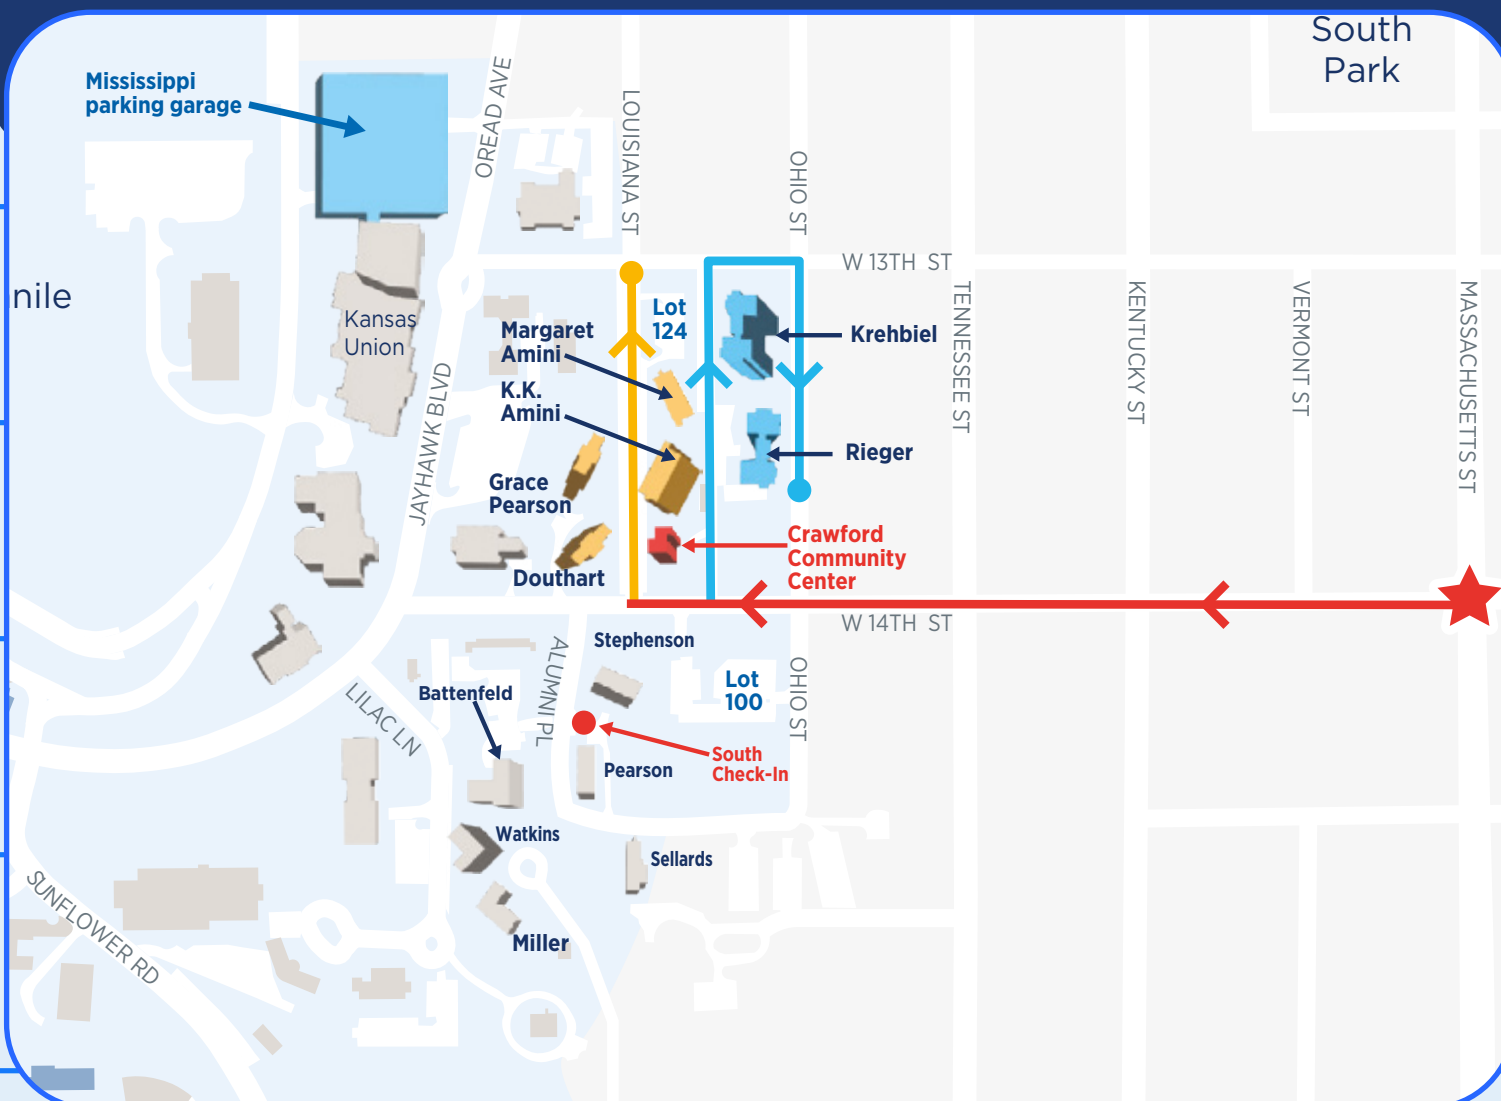 South
Park
Mississippi
parking garage
OREAD AVE
LOUISIANA ST
OHIO ST
W 13TH ST
nile
Kansas
Union
Lot
124
Margaret
Amini
K.K.
Amini
Krehbiel
TENNESSEE ST
KENTUCKY ST
VERMONT ST
MASSACHUSETTS ST
JAYHAWK BLVD
Grace
Pearson
Rieger
Douthart
Crawford
Community
Center
W 14TH ST
Stephenson
ALUMNI PL
Lot
100
OHIO ST
Battenfeld
LILAC LN
South
Check-In
Pearson
Watkins
Sellards
SUNFLOWER RD
Miller